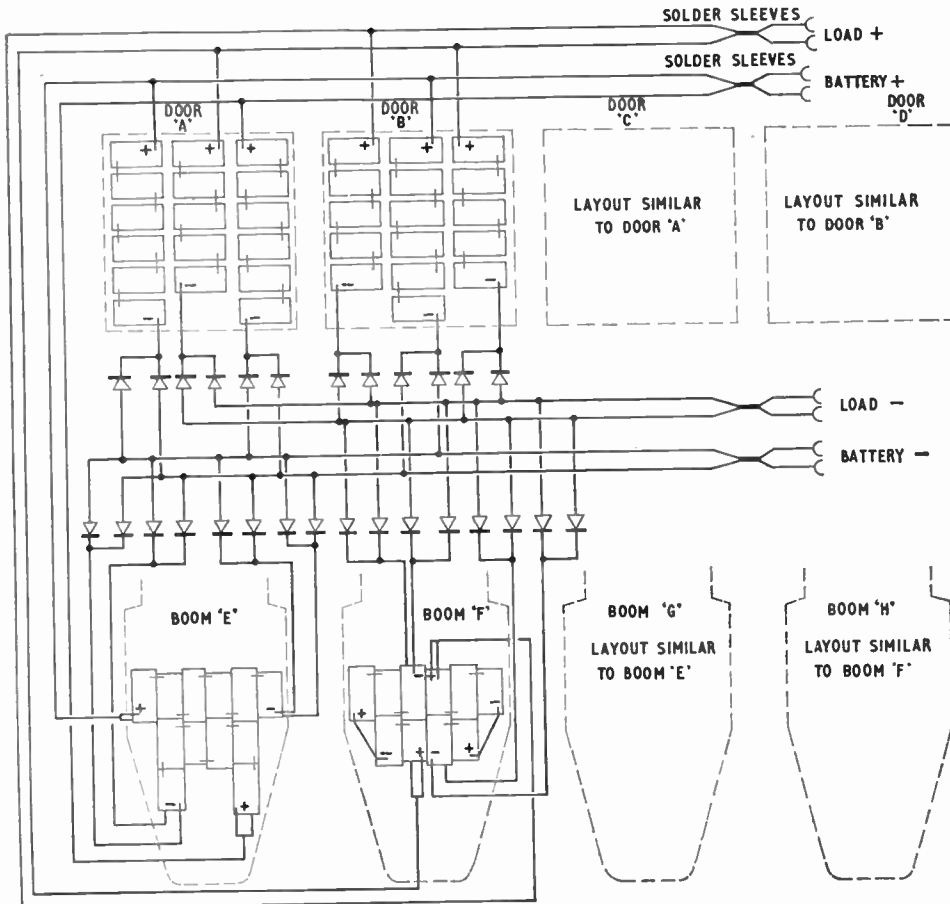 SOLDER SLEEVES
LOAD +
SOLDER SLEEVES
BATTERY +
DOOR
'A'
DOOR
'B'
DOOR
'C'
DOOR
'D'
+ + +
+ + +
LAYOUT SIMILAR
TO DOOR 'A'
LAYOUT SIMILAR
TO DOOR 'B'
– – –
– – –
LOAD –
BATTERY –
BOOM 'E'
BOOM 'F'
BOOM 'G'
LAYOUT SIMILAR
TO BOOM 'E'
BOOM 'H'
LAYOUT SIMILAR
TO BOOM 'F'
+ –
– +
+ – +
– + – +